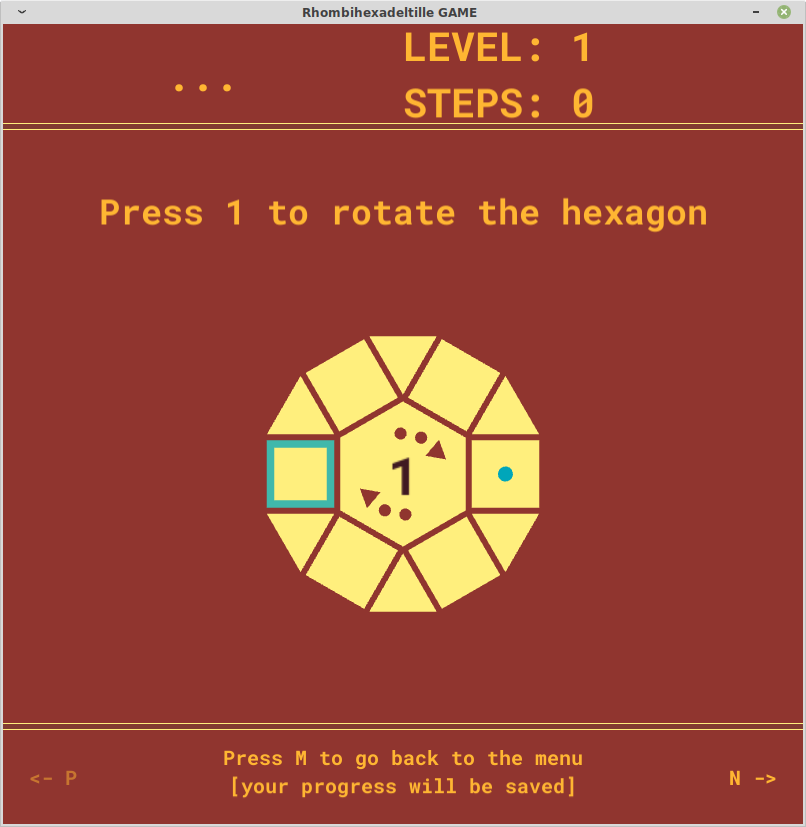 Rhombihexadeltille GAME
LEVEL: 1
...
STEPS: 0
Press 1 to rotate the hexagon
1
Press M to go back to the menu
<- P
[your progress will be saved]
N ->